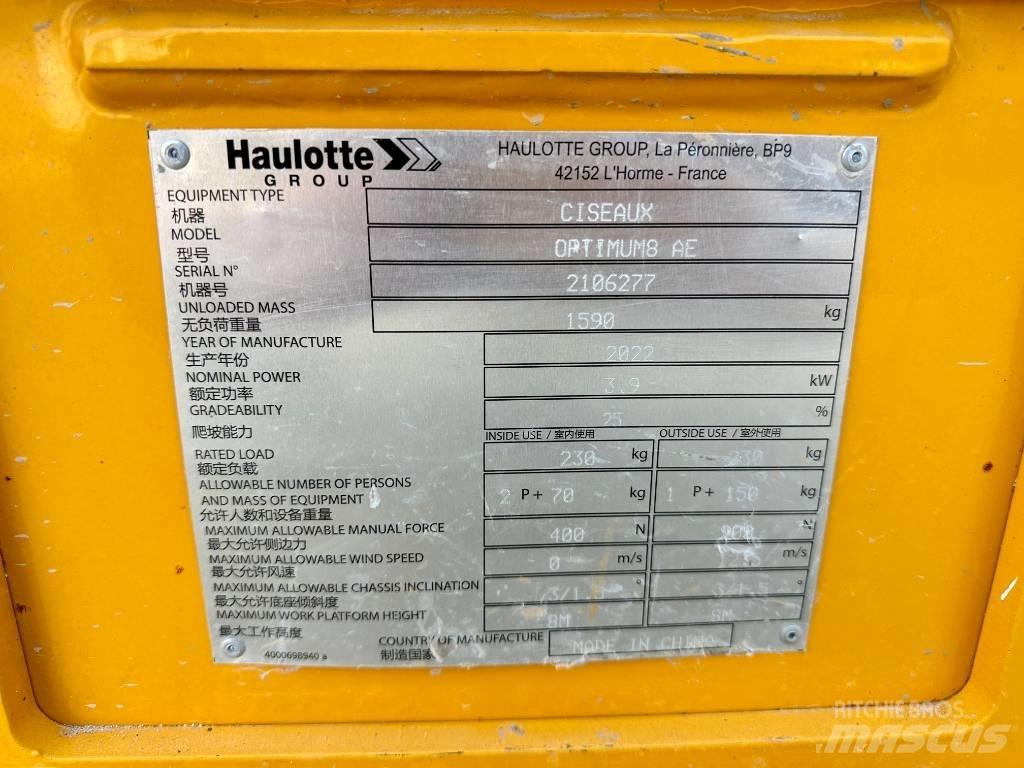 Haulotte
GROUP
HAULOTTE GROUP, La Péronnière, BP9
42152 L'Horme - France
EQUIPMENT TYPE CISEAUX
机器
MODEL OPTIMUM8 AE
型号
SERIAL N° 2106277
机器号
UNLOADED MASS 1590 kg
无负荷重量
YEAR OF MANUFACTURE 2022
生产年份
NOMINAL POWER 3.9 kW
额定功率
GRADEABILITY 25 %
爬坡能力
INSIDE USE / 室内使用 OUTSIDE USE / 室外使用
RATED LOAD 230 kg 230 kg
额定负载
ALLOWABLE NUMBER OF PERSONS
AND MASS OF EQUIPMENT 2 P + 70 kg 1 P + 150 kg
允许人数和设备重量
MAXIMUM ALLOWABLE MANUAL FORCE 400 N N
最大允许侧边力
MAXIMUM ALLOWABLE WIND SPEED 0 m/s m/s
最大允许风速
MAXIMUM ALLOWABLE CHASSIS INCLINATION ° °
最大允许底座倾斜度
MAXIMUM WORK PLATFORM HEIGHT 8M 8M
最大工作高度
COUNTRY OF MANUFACTURE MADE IN CHINA
制造国家
4000698940 a
RITCHIE BROS.
MASCUS